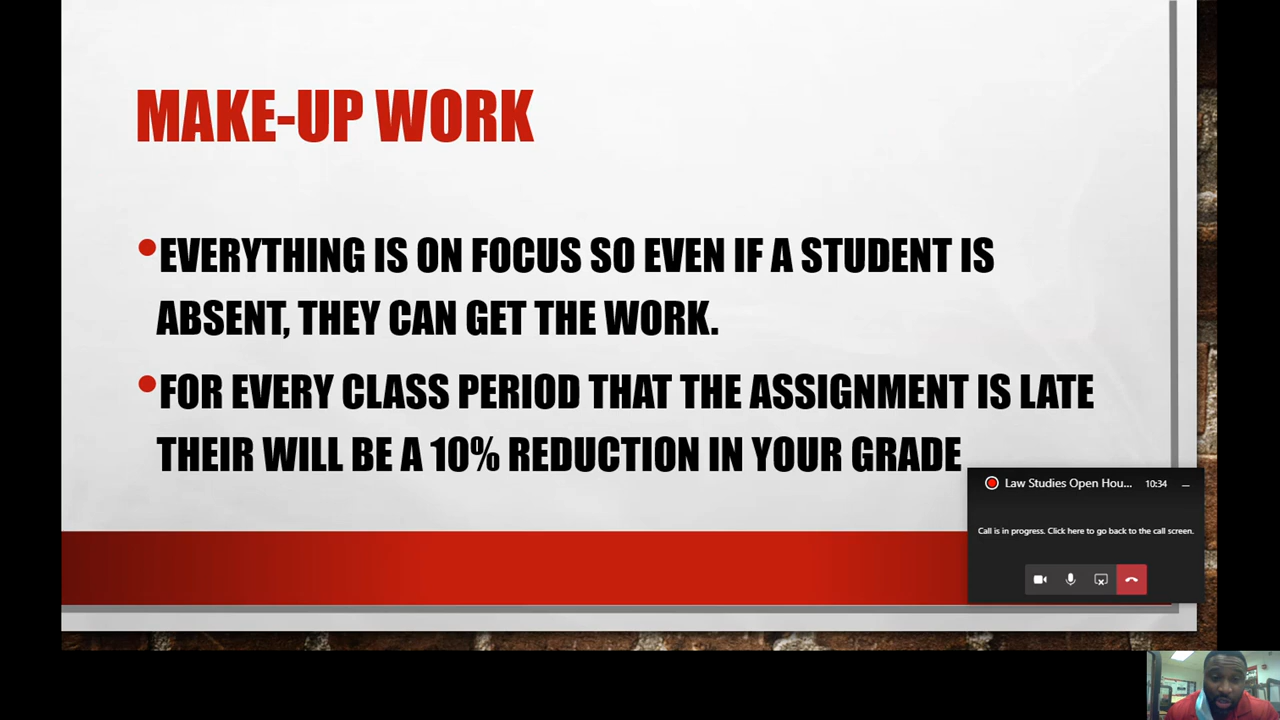 MAKE-UP WORK
•EVERYTHING IS ON FOCUS SO EVEN IF A STUDENT IS
ABSENT, THEY CAN GET THE WORK.
•FOR EVERY CLASS PERIOD THAT THE ASSIGNMENT IS LATE
THEIR WILL BE A 10% REDUCTION IN YOUR GRADE
Law Studies Open Hou... 10:34
Call is in progress. Click here to go back to the call screen.